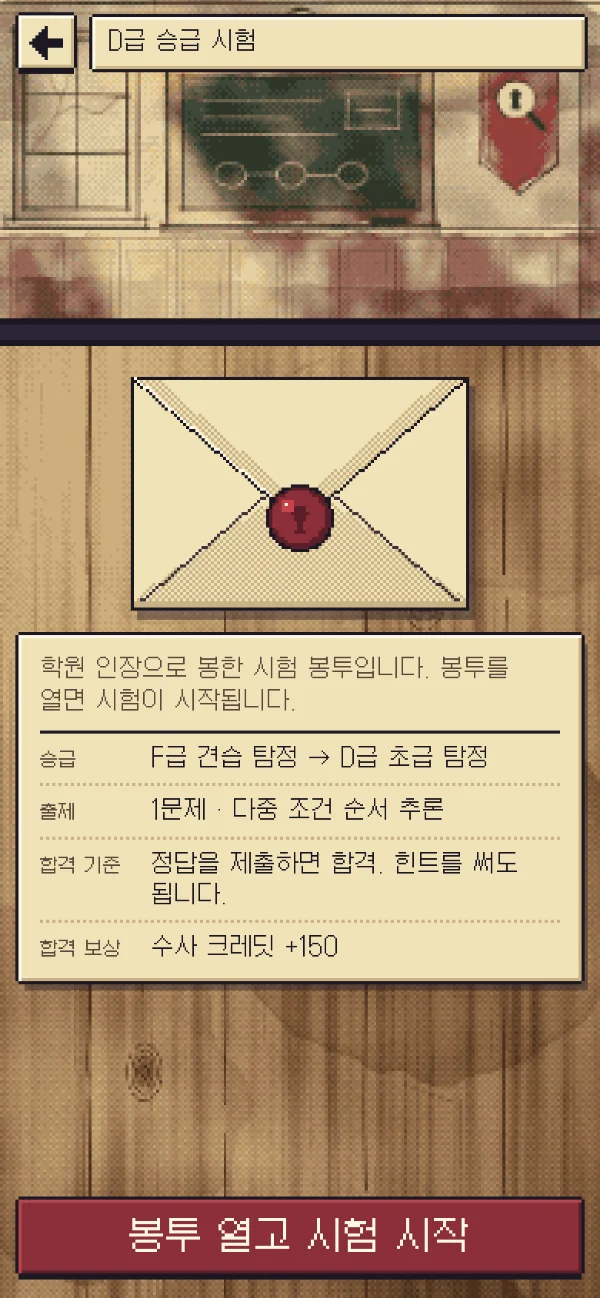 D급 승급 시험
학원 인장으로 봉한 시험 봉투입니다. 봉투를
열면 시험이 시작됩니다.
승급 F급 견습 탐정 → D급 초급 탐정
출제 1문제 · 다중 조건 순서 추론
합격 기준 정답을 제출하면 합격. 힌트를 써도
됩니다.
합격 보상 수사 크레딧 +150
봉투 열고 시험 시작